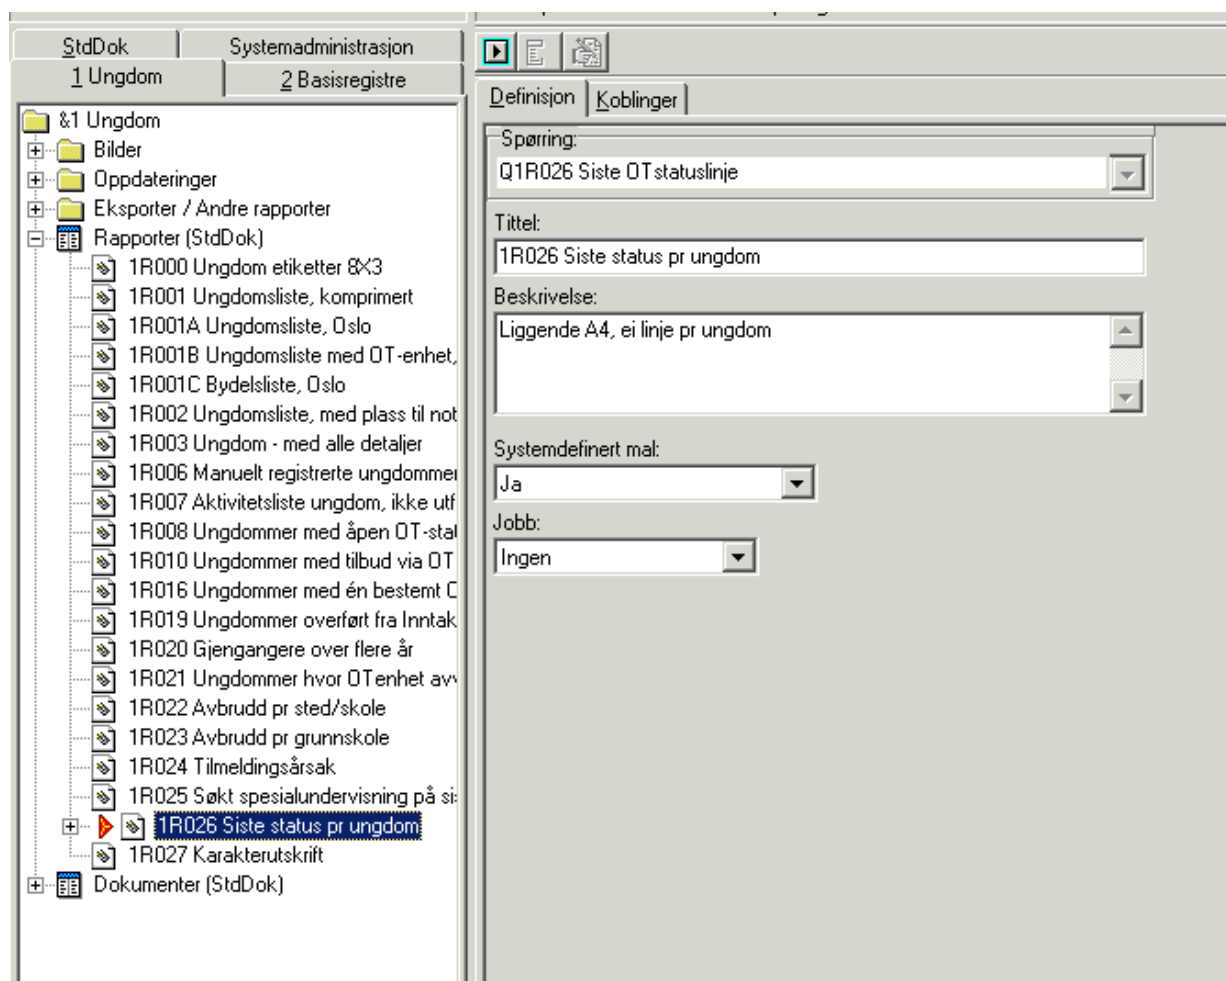 StdDok
Systemadministrasjon
1 Ungdom
2 Basisregistre
&1 Ungdom
Bilder
Oppdateringer
Eksporter / Andre rapporter
Rapporter (StdDok)
1R000 Ungdom etiketter 8X3
1R001 Ungdomsliste, komprimert
1R001A Ungdomsliste, Oslo
1R001B Ungdomsliste med OT-enhet,
1R001C Bydelsliste, Oslo
1R002 Ungdomsliste, med plass til not
1R003 Ungdom - med alle detaljer
1R006 Manuelt registrerte ungdommer
1R007 Aktivitetsliste ungdom, ikke utf
1R008 Ungdommer med åpen OT-stat
1R010 Ungdommer med tilbud via OT
1R016 Ungdommer med én bestemt
1R019 Ungdommer overført fra Inntak
1R020 Gjengangere over flere år
1R021 Ungdommer hvor OTenhet avv
1R022 Avbrudd pr sted/skole
1R023 Avbrudd pr grunnskole
1R024 Tilmeldingsårsak
1R025 Søkt spesialundervisning på si
1R026 Siste status pr ungdom
1R027 Karakterutskrift
Dokumenter (StdDok)
Definisjon
Koblinger
Spørring:
Q1R026 Siste OTstatuslinje
Tittel:
1R026 Siste status pr ungdom
Beskrivelse:
Liggende A4, ei linje pr ungdom
Systemdefinert mal:
Ja
Jobb:
Ingen